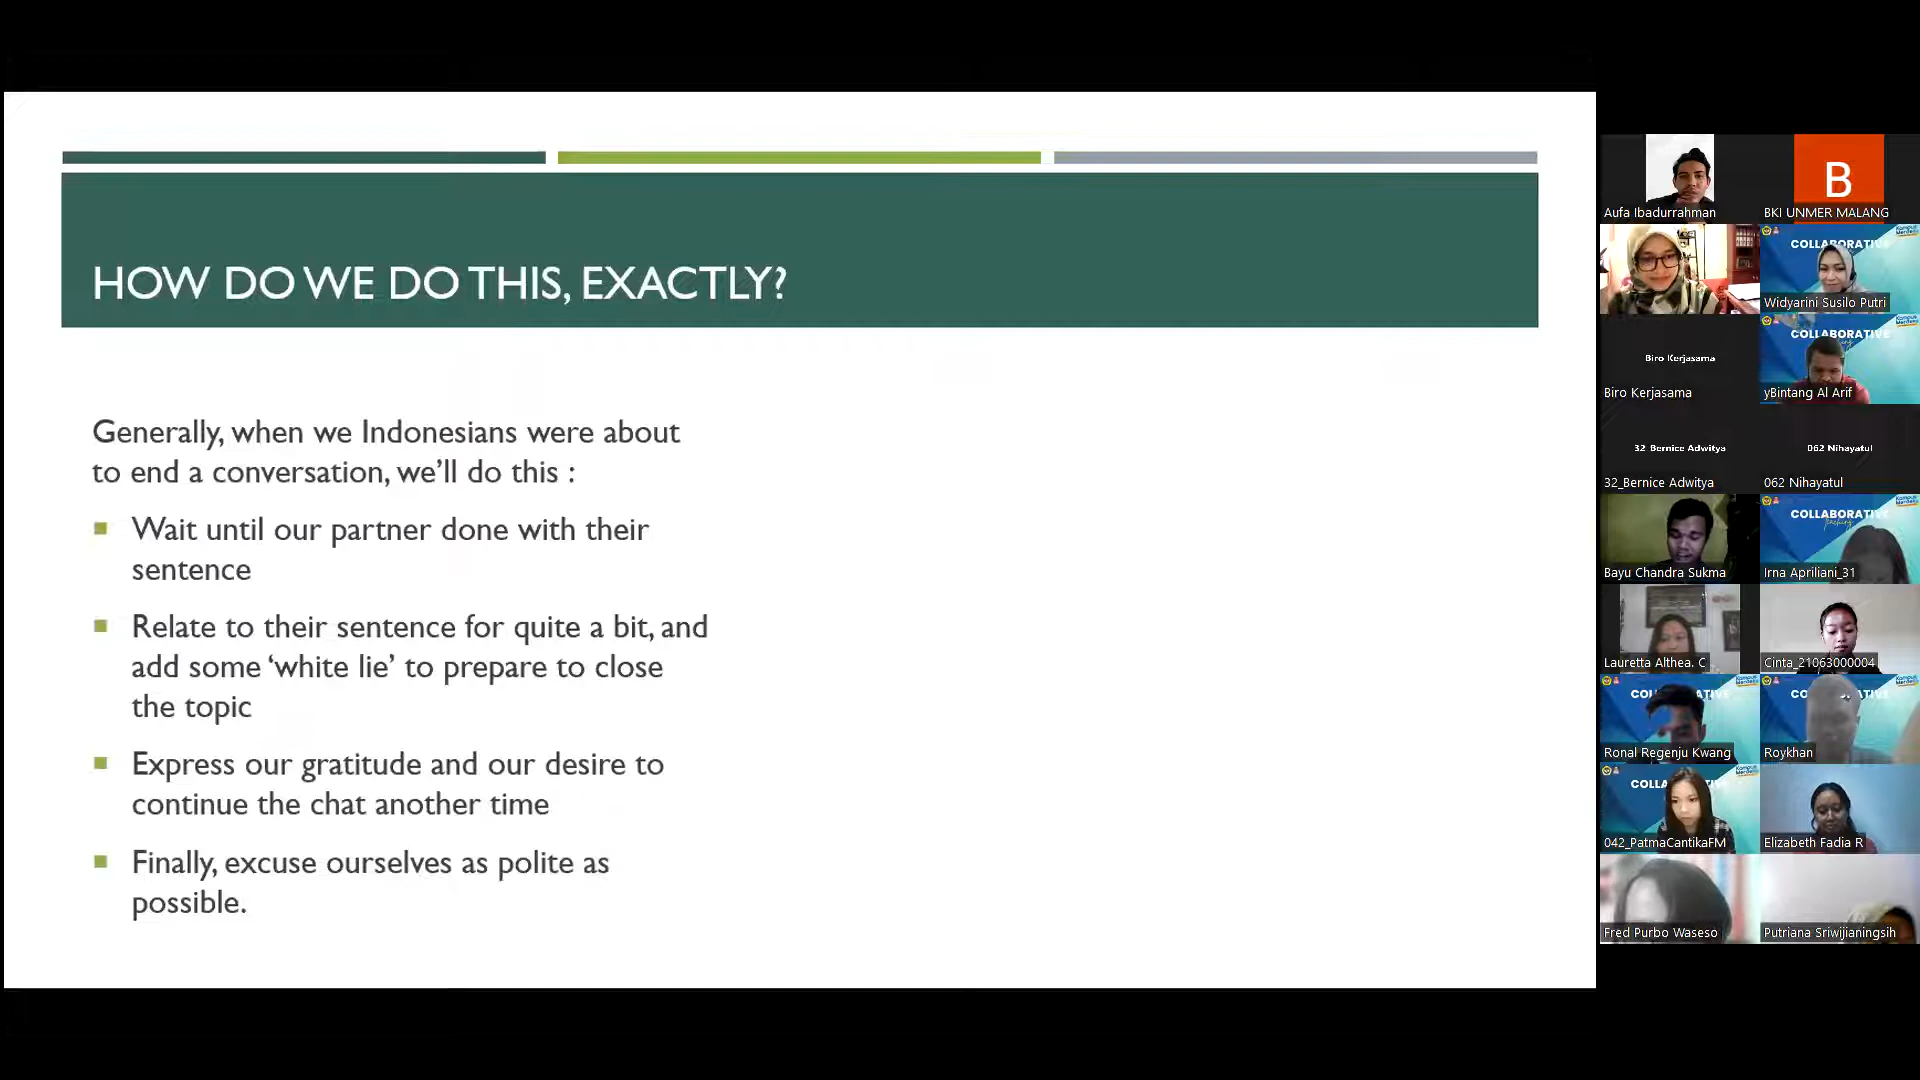 HOW DO WE DO THIS, EXACTLY?
Generally, when we Indonesians were about
to end a conversation, we’ll do this :
Wait until our partner done with their
sentence
Relate to their sentence for quite a bit, and
add some ‘white lie’ to prepare to close
the topic
Express our gratitude and our desire to
continue the chat another time
Finally, excuse ourselves as polite as
possible.
Aufa Ibadurrahman
B
BKI UNMER MALANG
COLLABORATIVE
Widyarini Susilo Putri
Biro Kerjasama
Biro Kerjasama
COLLABORATIVE
yBintang Al Arif
32 Bernice Adwitya
32_Bernice Adwitya
062 Nihayatul
062 Nihayatul
Bayu Chandra Sukma
COLLABORATIVE
Teaching
Irna Apriliani_31
Lauretta Althea. C
Cinta_21063000004
Ronal Regenju Kwang
Roykhan
042_PatmaCantikaFM
Elizabeth Fadia R
Fred Purbo Waseso
Putriana Sriwijianingsih